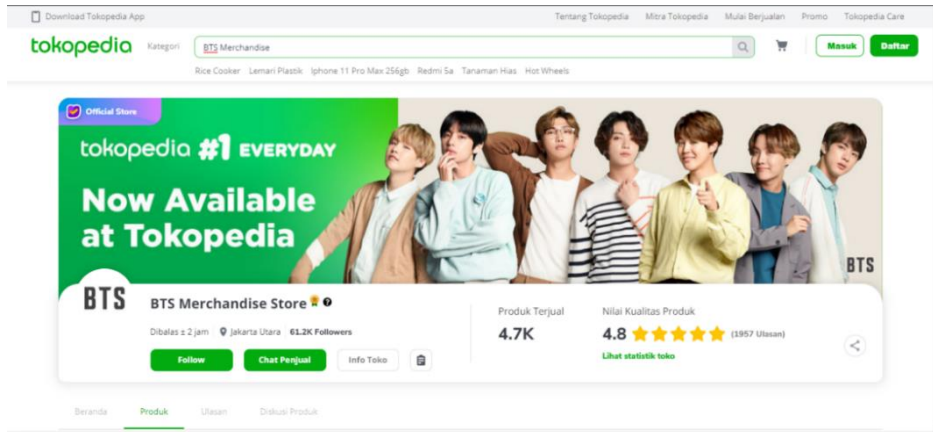 Download Tokopedia App
Tentang Tokopedia Mitra Tokopedia Mulai Berjualan Promo Tokopedia Care
tokopedia Kategori BTS Merchandise Masuk Daftar
Rice Cooker Lemari Plastik Iphone 11 Pro Max 256gb Redmi 5a Tanaman Hias Hot Wheels
Official Store
tokopedia #1 EVERYDAY
Now Available
at Tokopedia
BTS
BTS
BTS Merchandise Store
Dibalas ± 2 jam Jakarta Utara 61.2K Followers
Follow Chat Penjual Info Toko
Produk Terjual
4.7K
Nilai Kualitas Produk
4.8 (1957 Ulasan)
Lihat statistik toko
Beranda Produk Ulasan Diskusi Produk